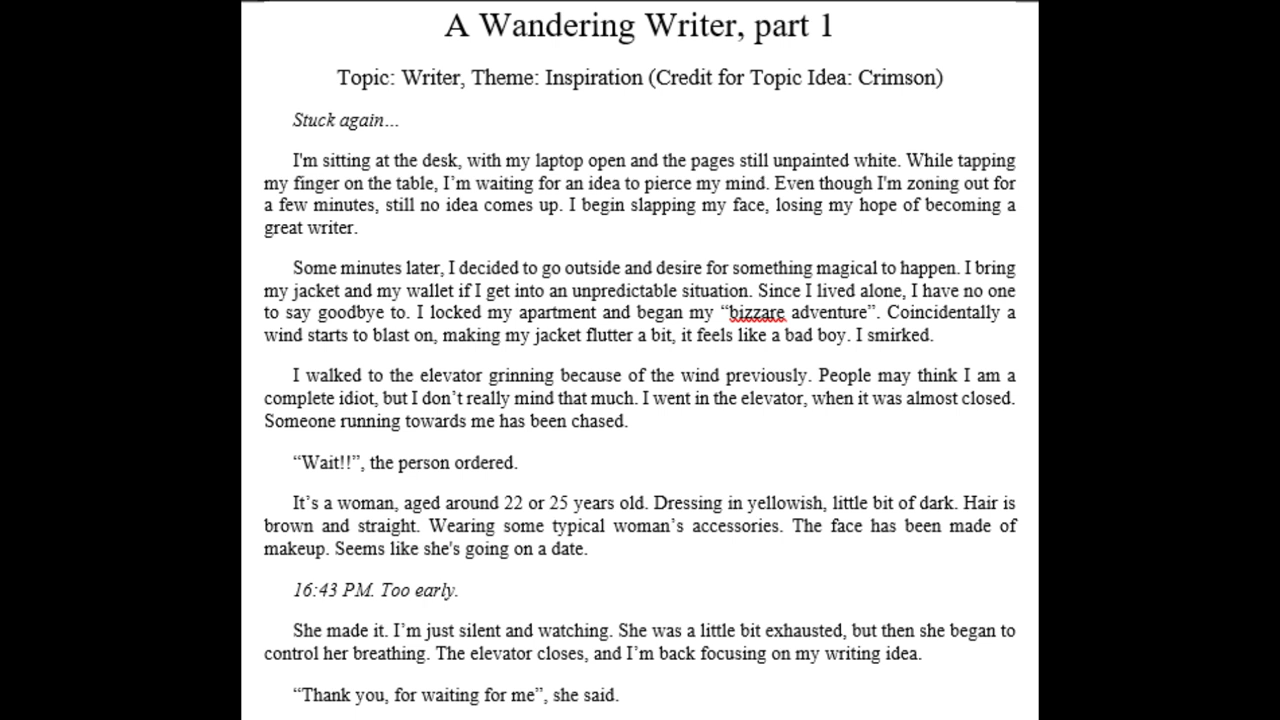 A Wandering Writer, part 1
Topic: Writer, Theme: Inspiration (Credit for Topic Idea: Crimson)
Stuck again...
I'm sitting at the desk, with my laptop open and the pages still unpainted white. While tapping
my finger on the table, I’m waiting for an idea to pierce my mind. Even though I'm zoning out for
a few minutes, still no idea comes up. I begin slapping my face, losing my hope of becoming a
great writer.
Some minutes later, I decided to go outside and desire for something magical to happen. I bring
my jacket and my wallet if I get into an unpredictable situation. Since I lived alone, I have no one
to say goodbye to. I locked my apartment and began my “bizzare adventure”. Coincidentally a
wind starts to blast on, making my jacket flutter a bit, it feels like a bad boy. I smirked.
I walked to the elevator grinning because of the wind previously. People may think I am a
complete idiot, but I don’t really mind that much. I went in the elevator, when it was almost closed.
Someone running towards me has been chased.
“Wait!!”, the person ordered.
It’s a woman, aged around 22 or 25 years old. Dressing in yellowish, little bit of dark. Hair is
brown and straight. Wearing some typical woman’s accessories. The face has been made of
makeup. Seems like she's going on a date.
16:43 PM. Too early.
She made it. I’m just silent and watching. She was a little bit exhausted, but then she began to
control her breathing. The elevator closes, and I’m back focusing on my writing idea.
“Thank you, for waiting for me”, she said.